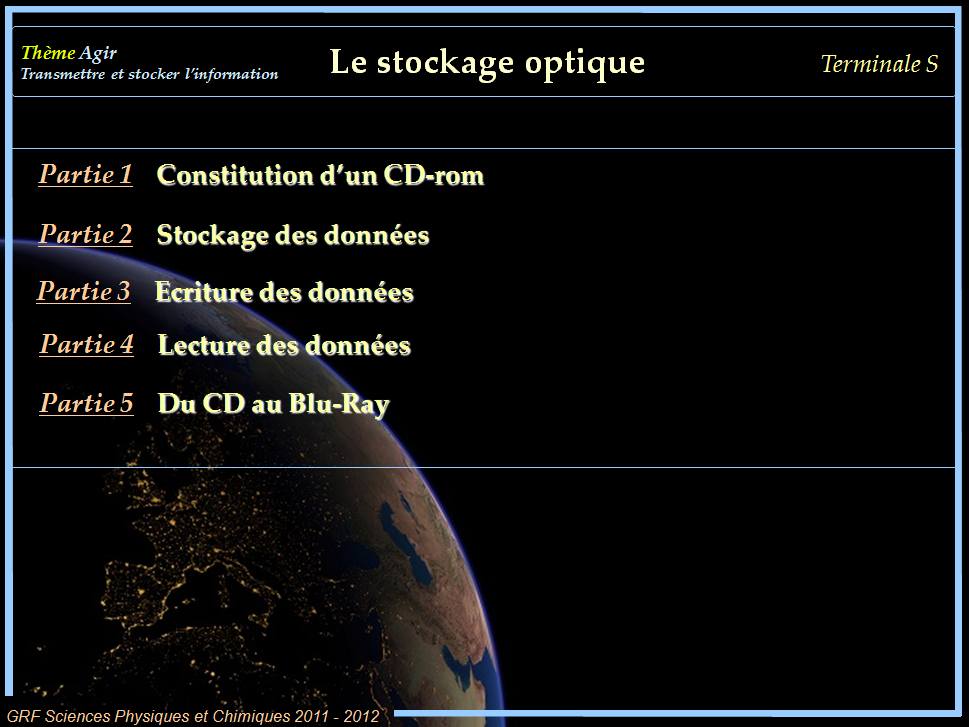 Thème Agir
Transmettre et stocker l’information
Le stockage optique
Terminale S
Partie 1 Constitution d’un CD-rom
Partie 2 Stockage des données
Partie 3 Ecriture des données
Partie 4 Lecture des données
Partie 5 Du CD au Blu-Ray
GRF Sciences Physiques et Chimiques 2011 - 2012